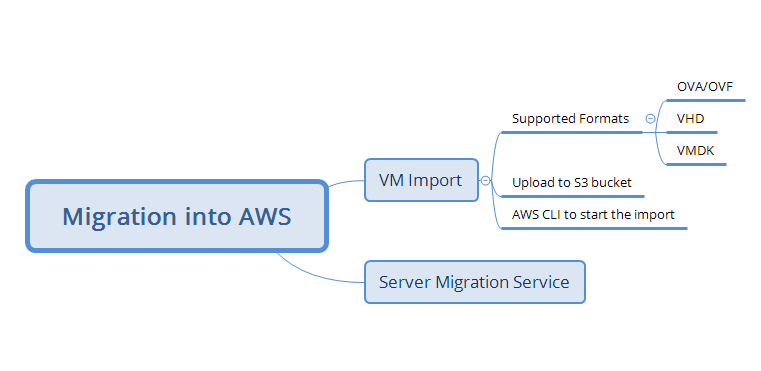 Migration into AWS
VM Import
Supported Formats
OVA/OVF
VHD
VMDK
Upload to S3 bucket
AWS CLI to start the import
Server Migration Service